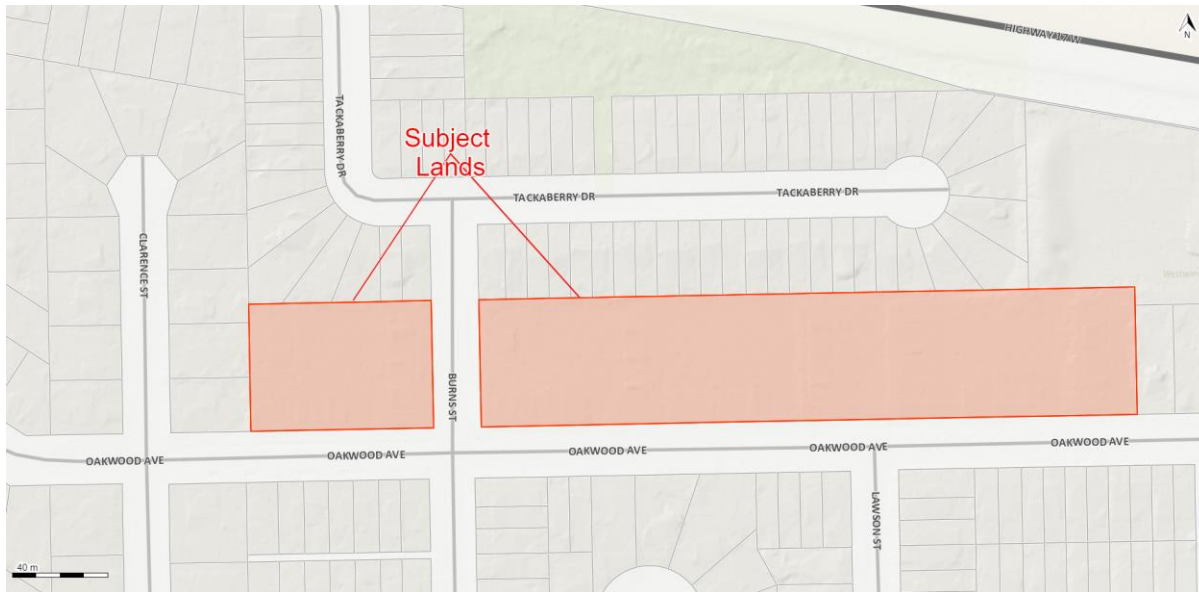 HIGHWAY 17 W
N
TACKABERRY DR
Subject
Lands
TACKABERRY DR
TACKABERRY DR
CLARENCE ST
BURNS ST
OAKWOOD AVE
OAKWOOD AVE
OAKWOOD AVE
OAKWOOD AVE
OAKWOOD AVE
LAWSON ST
40 m